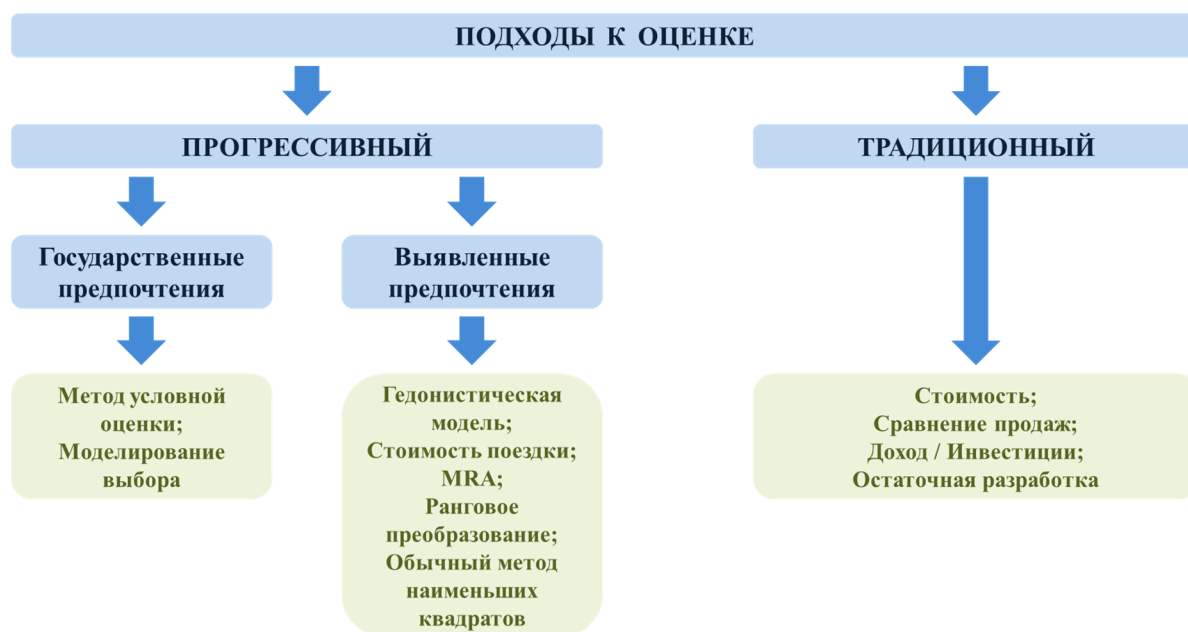 ПОДХОДЫ К ОЦЕНКЕ
ПРОГРЕССИВНЫЙ
ТРАДИЦИОННЫЙ
Государственные
предпочтения
Выявленные
предпочтения
Метод условной
оценки;
Моделирование
выбора
Гедонистическая
модель;
Стоимость поездки;
MRA;
Ранговое
преобразование;
Обычный метод
наименьших
квадратов
Стоимость;
Сравнение продаж;
Доход / Инвестиции;
Остаточная разработка